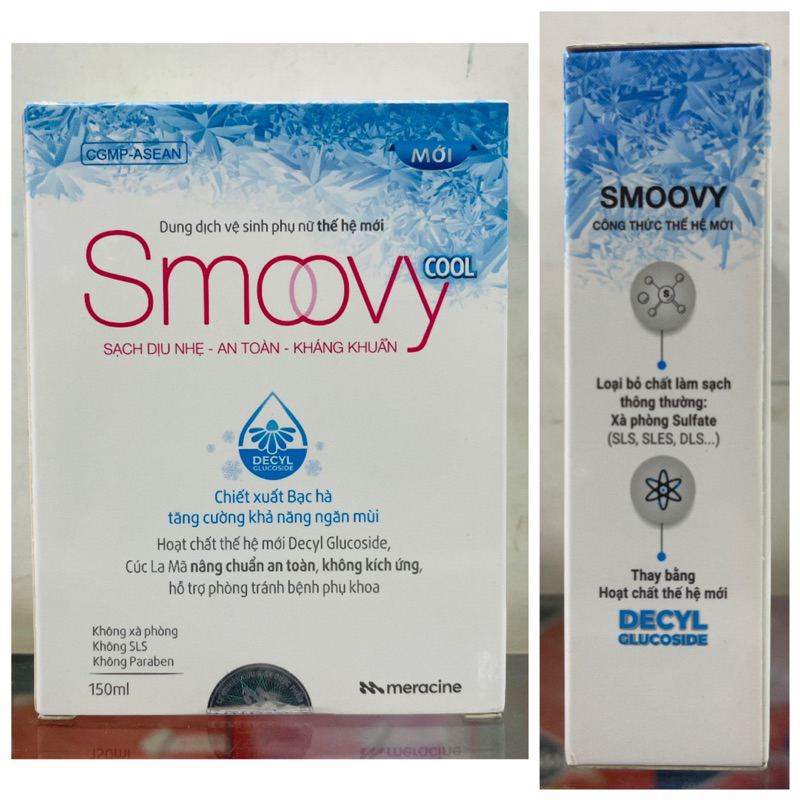 CGMP-ASEAN
MỚI
Dung dịch vệ sinh phụ nữ thế hệ mới
Smoovy COOL
SẠCH DỊU NHẸ - AN TOÀN - KHÁNG KHUẨN
DECYL
GLUCOSIDE
Chiết xuất Bạc hà
tăng cường khả năng ngăn mùi
Hoạt chất thế hệ mới Decyl Glucoside,
Cúc La Mã nâng chuẩn an toàn, không kích ứng,
hỗ trợ phòng tránh bệnh phụ khoa
Không xà phòng
Không SLS
Không Paraben
150ml
meracine
SMOOVY
CÔNG THỨC THẾ HỆ MỚI
S
Loại bỏ chất làm sạch
thông thường:
Xà phòng Sulfate
(SLS, SLES, DLS...)
Thay bằng
Hoạt chất thế hệ mới
DECYL
GLUCOSIDE